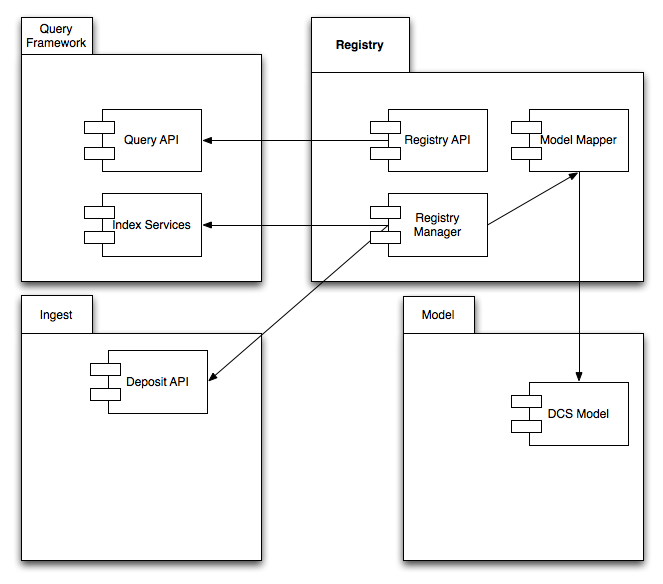 Query
Framework
Registry
Query API
Registry API
Model Mapper
Index Services
Registry
Manager
Ingest
Model
Deposit API
DCS Model